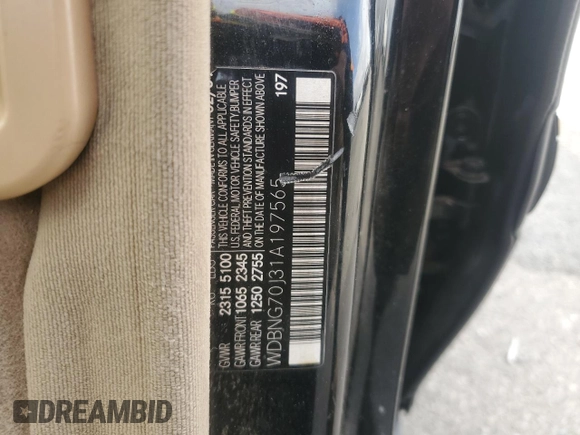 KG LBS
GVWR 2315 5100
GAWR FRONT 1065 2345
GAWR REAR 1250 2755
THIS VEHICLE CONFORMS TO ALL APPLICABLE
U.S. FEDERAL MOTOR VEHICLE SAFETY, BUMPER
AND THEFT PREVENTION STANDARDS IN EFFECT
ON THE DATE OF MANUFACTURE SHOWN ABOVE
WDBNG70J31A197565
197
DREAMBID